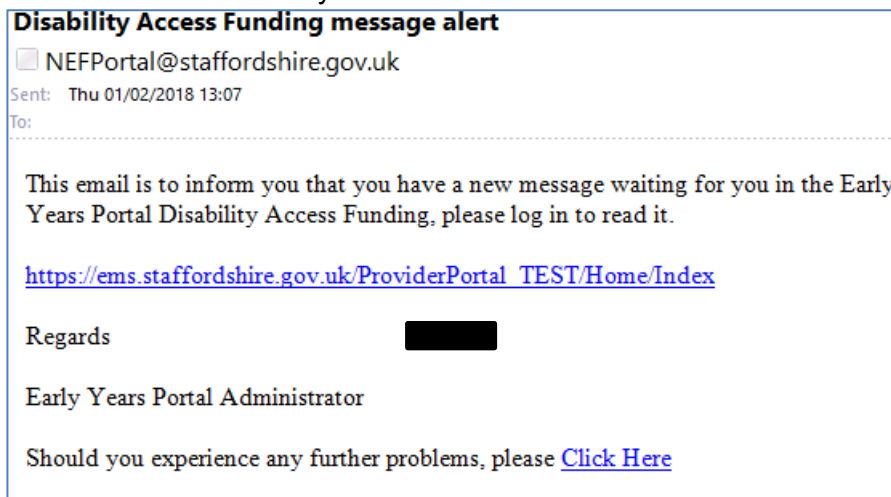 Disability Access Funding message alert
NEFPortal@staffordshire.gov.uk
Sent: Thu 01/02/2018 13:07
To:
This email is to inform you that you have a new message waiting for you in the Early
Years Portal Disability Access Funding, please log in to read it.
https://ems.staffordshire.gov.uk/ProviderPortal_TEST/Home/Index
Regards
Early Years Portal Administrator
Should you experience any further problems, please Click Here